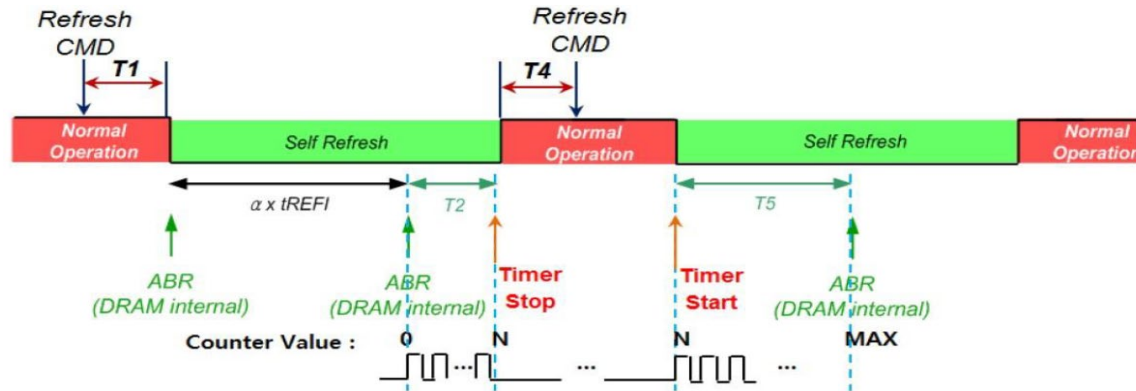 Refresh
CMD
T1
Refresh
CMD
T4
Normal
Operation
Self Refresh
Normal
Operation
Self Refresh
Normal
Operation
α x tREFI
T2
T5
ABR
(DRAM internal)
ABR
(DRAM internal)
Timer
Stop
Timer
Start
ABR
(DRAM internal)
Counter Value : 0 N N MAX
... ... ...